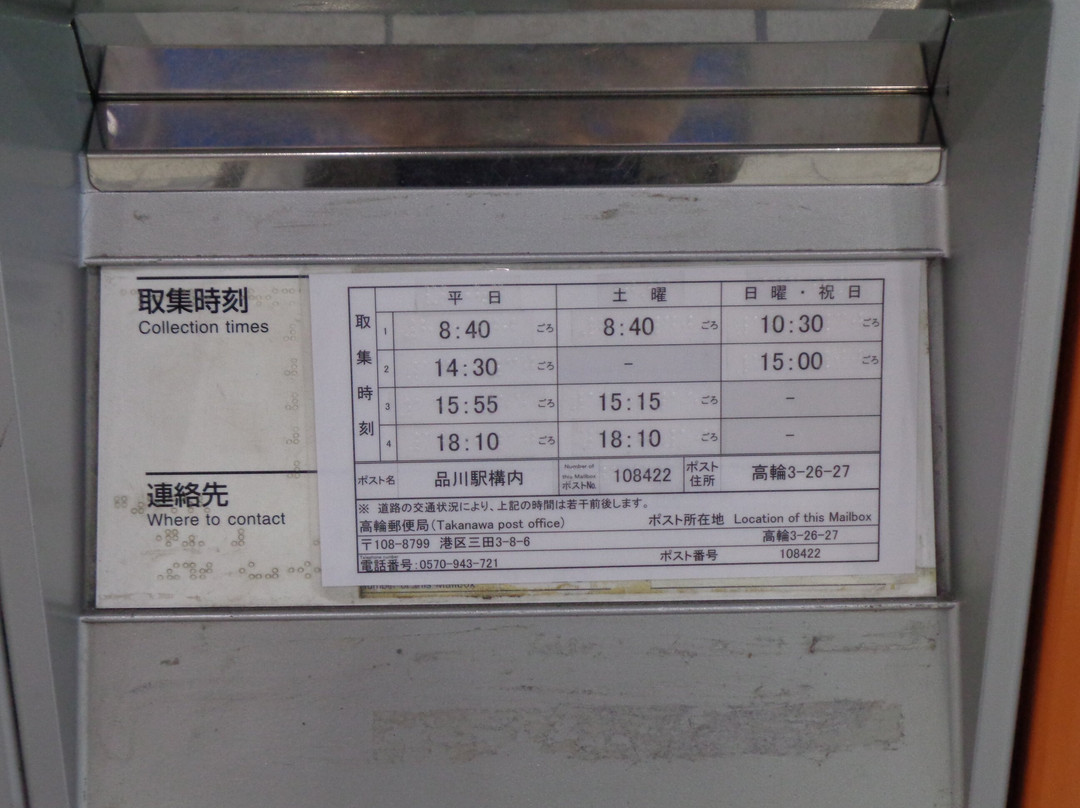 取集時刻
Collection times
連絡先
Where to contact
取集時刻
平日 土曜 日曜・祝日
1 8:40 ごろ 8:40 ごろ 10:30 ごろ
2 14:30 ごろ － 15:00 ごろ
3 15:55 ごろ 15:15 ごろ －
4 18:10 ごろ 18:10 ごろ －
ポスト名 品川駅構内 Number of this Mailbox ポストNo. 108422 ポスト住所 高輪3-26-27
※ 道路の交通状況により、上記の時間は若干前後します。
高輪郵便局(Takanawa post office) ポスト所在地 Location of this Mailbox
〒108-8799 港区三田3-8-6 高輪3-26-27
電話番号:0570-943-721 ポスト番号 108422